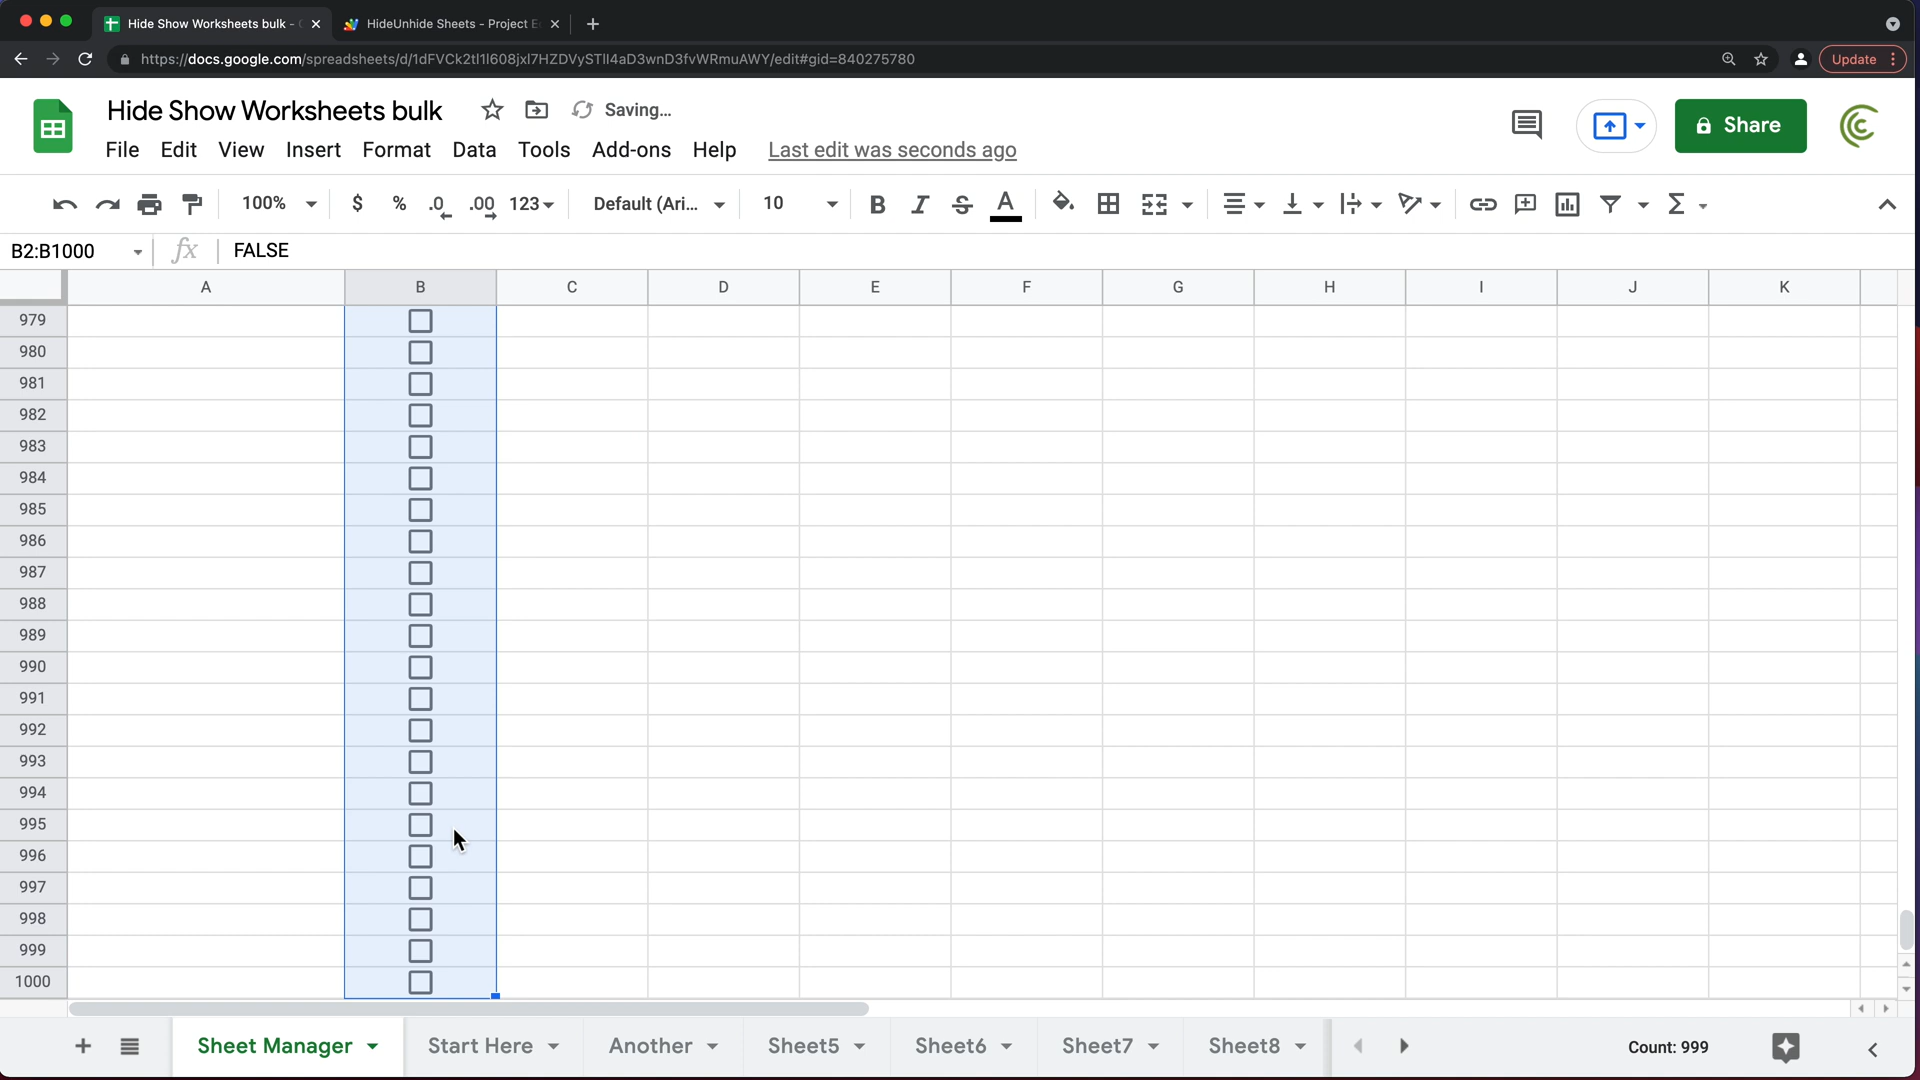 Hide Show Worksheets bulk -
HideUnhide Sheets - Project E
https://docs.google.com/spreadsheets/d/1dFVCk2tl1l608jxl7HZDVySTIl4aD3wnD3fvWRmuAWY/edit#gid=840275780
Update
Hide Show Worksheets bulk
Saving...
File Edit View Insert Format Data Tools Add-ons Help Last edit was seconds ago
Share
100% $ % .0 .00 123 Default (Ari... 10 B I S A
B2:B1000 fx FALSE
A B C D E F G H I J K
979
980
981
982
983
984
985
986
987
988
989
990
991
992
993
994
995
996
997
998
999
1000
Sheet Manager Start Here Another Sheet5 Sheet6 Sheet7 Sheet8 Count: 999